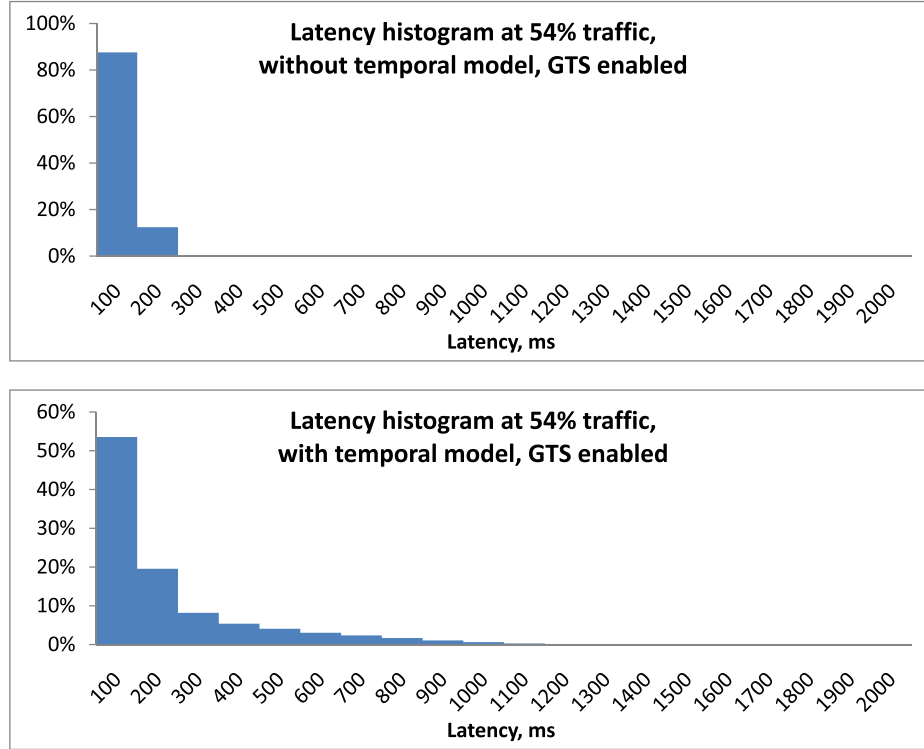 Latency histogram at 54% traffic,
without temporal model, GTS enabled
100%
80%
60%
40%
20%
0%
100 200 300 400 500 600 700 800 900 1000 1100 1200 1300 1400 1500 1600 1700 1800 1900 2000
Latency, ms
Latency histogram at 54% traffic,
with temporal model, GTS enabled
60%
50%
40%
30%
20%
10%
0%
100 200 300 400 500 600 700 800 900 1000 1100 1200 1300 1400 1500 1600 1700 1800 1900 2000
Latency, ms